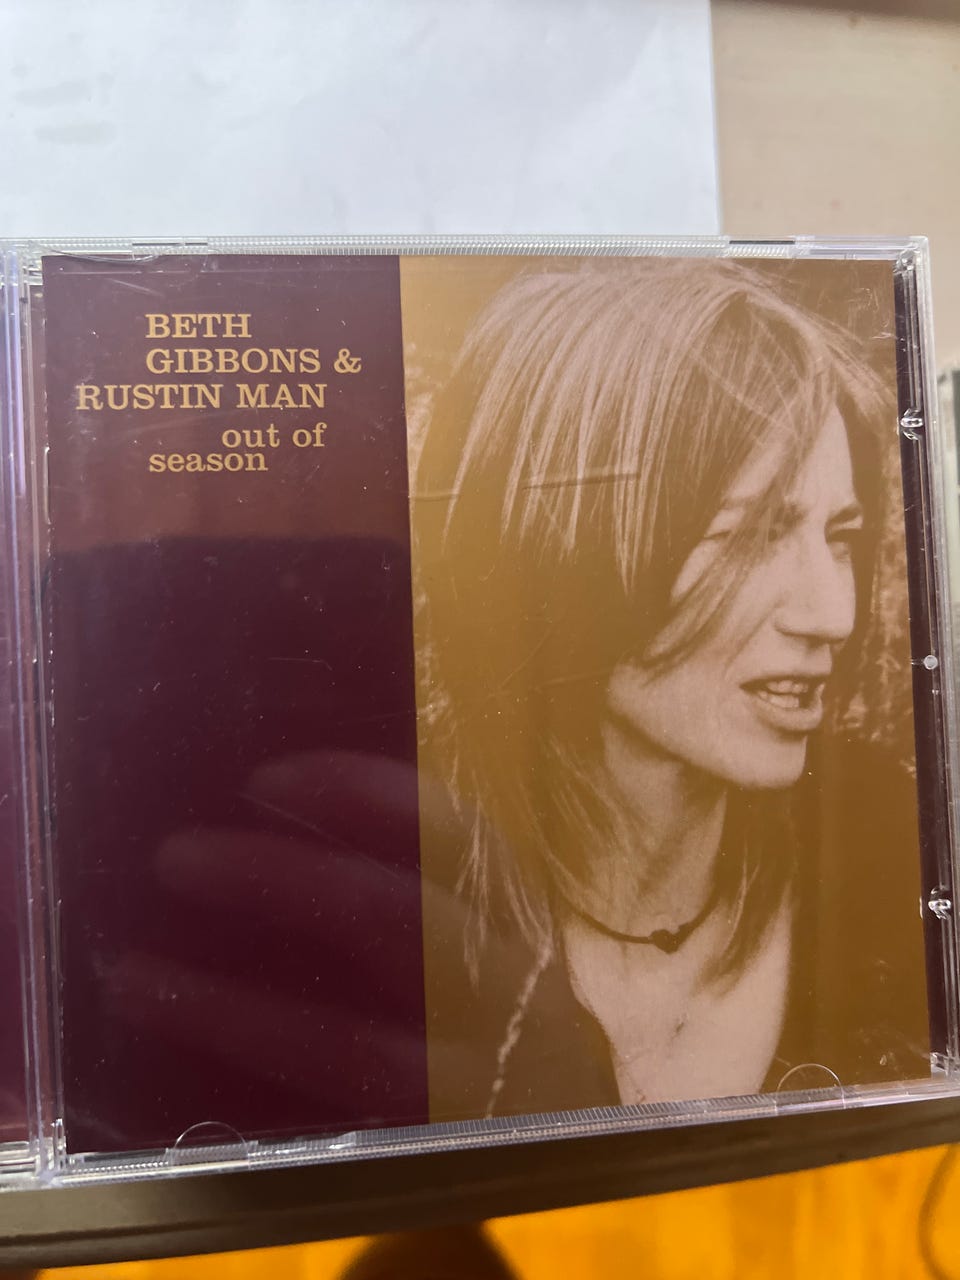 BETH
GIBBONS &
RUSTIN MAN
out of
season